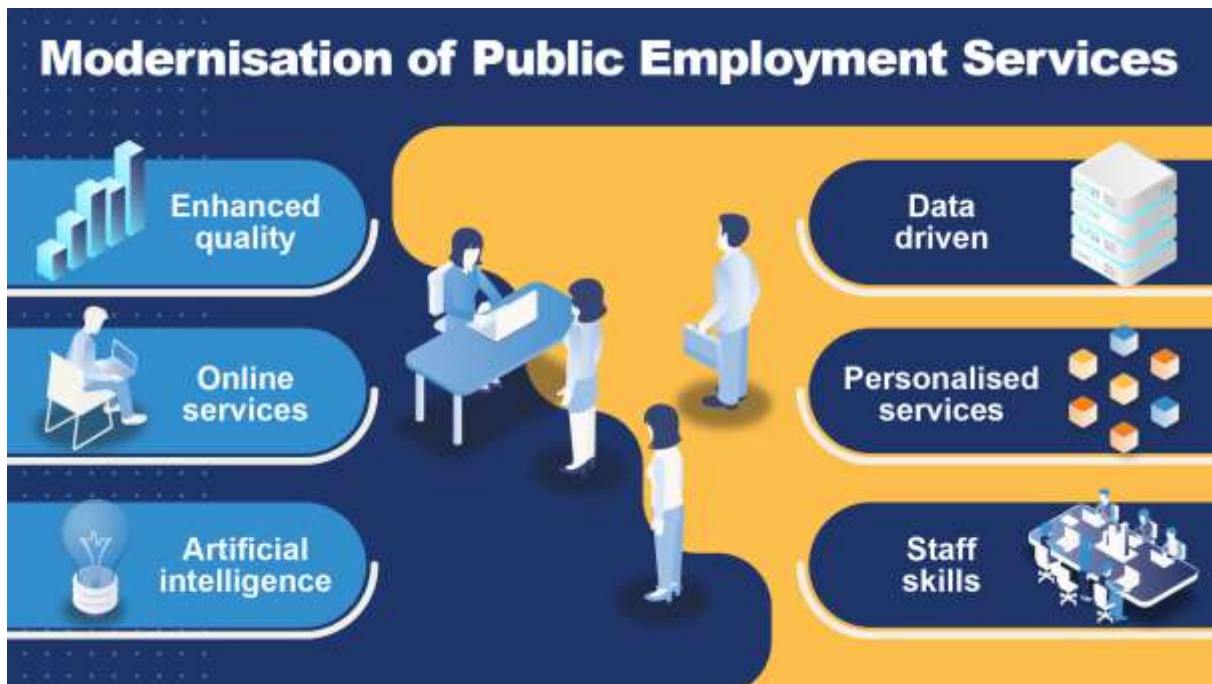 Modernisation of Public Employment Services
Enhanced
quality
Online
services
Artificial
intelligence
Data
driven
Personalised
services
Staff
skills